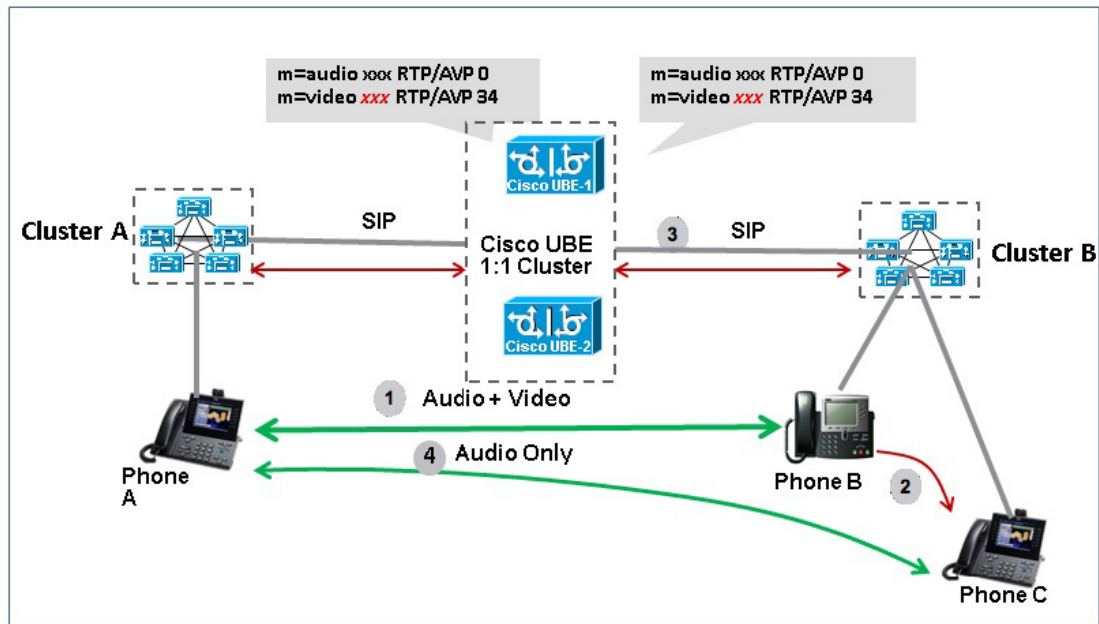 m=audio xxx RTP/AVP 0
m=video xxx RTP/AVP 34
m=audio xxx RTP/AVP 0
m=video xxx RTP/AVP 34
Cisco UBE-1
Cluster A
SIP
Cisco UBE
1:1 Cluster
3
SIP
Cluster B
Cisco UBE-2
1
Audio + Video
4
Audio Only
Phone
A
Phone B
2
Phone C